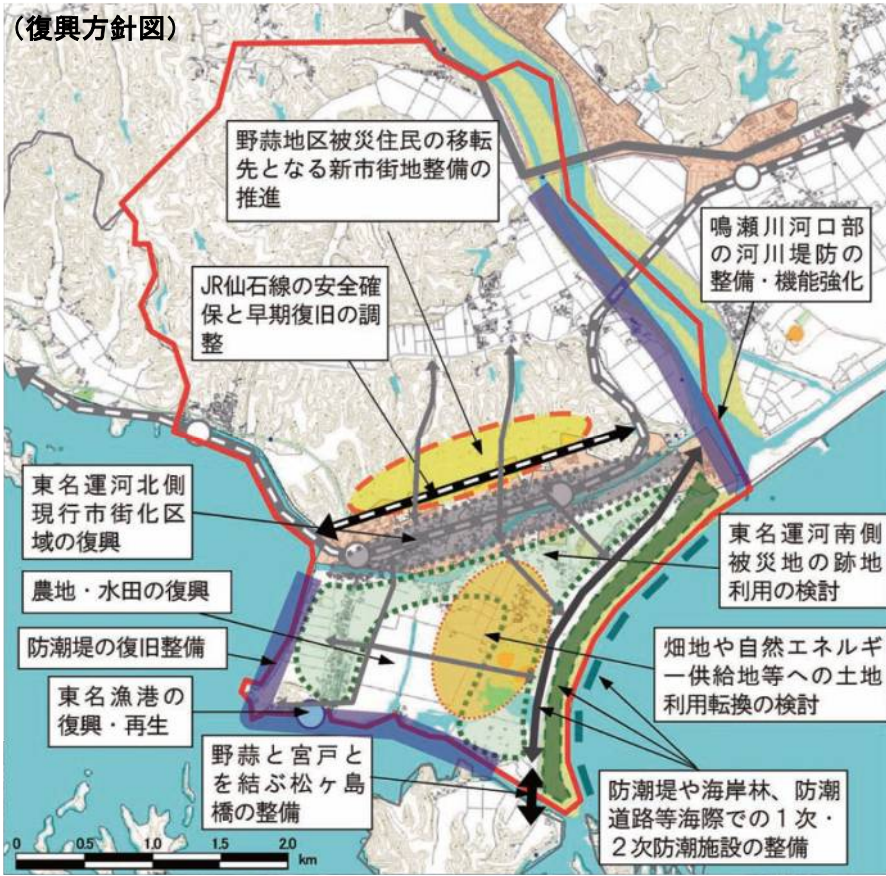 （復興方針図）
野蒜地区被災住民の移転
先となる新市街地整備の
推進
鳴瀬川河口部
の河川堤防の
整備・機能強化
JR仙石線の安全確
保と早期復旧の調
整
東名運河北側
現行市街化区
域の復興
東名運河南側
被災地の跡地
利用の検討
農地・水田の復興
防潮堤の復旧整備
畑地や自然エネルギ
ー供給地等への土地
利用転換の検討
東名漁港の
復興・再生
野蒜と宮戸と
を結ぶ松ヶ島
橋の整備
防潮堤や海岸林、防潮
道路等海際での１次・
２次防潮施設の整備
0 0.5 1.0 1.5 2.0
km